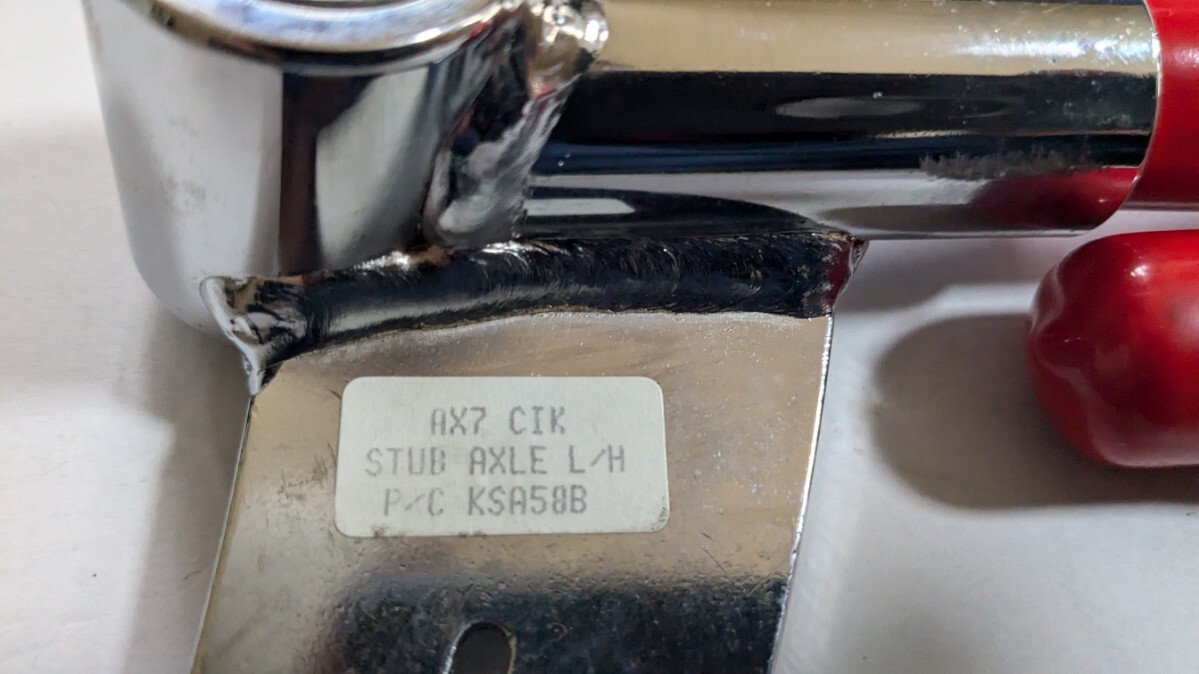 AX7 CIK
STUB AXLE L/H
P/C KSA58B